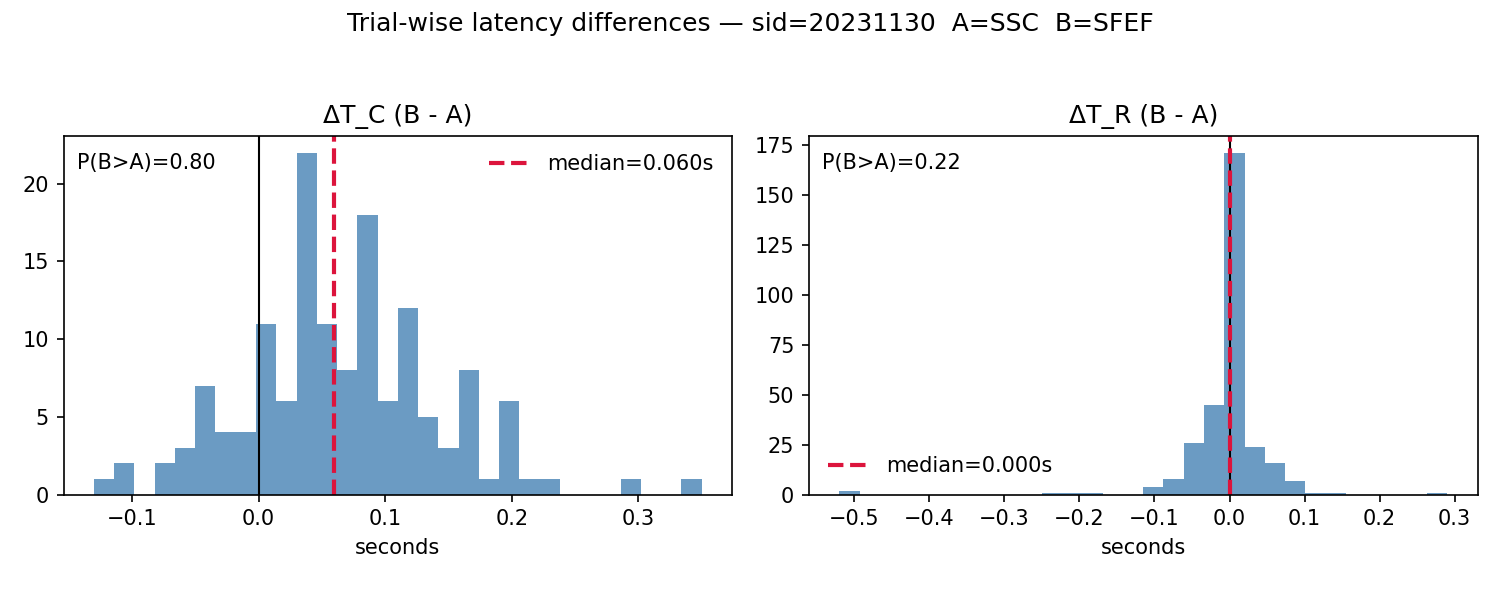 Trial-wise latency differences — sid=20231130  A=SSC  B=SFEF
ΔT_C (B - A)
P(B>A)=0.80
median=0.060s
20
15
10
5
0
−0.1 0.0 0.1 0.2 0.3
seconds
ΔT_R (B - A)
P(B>A)=0.22
median=0.000s
175
150
125
100
75
50
25
0
−0.5 −0.4 −0.3 −0.2 −0.1 0.0 0.1 0.2 0.3
seconds